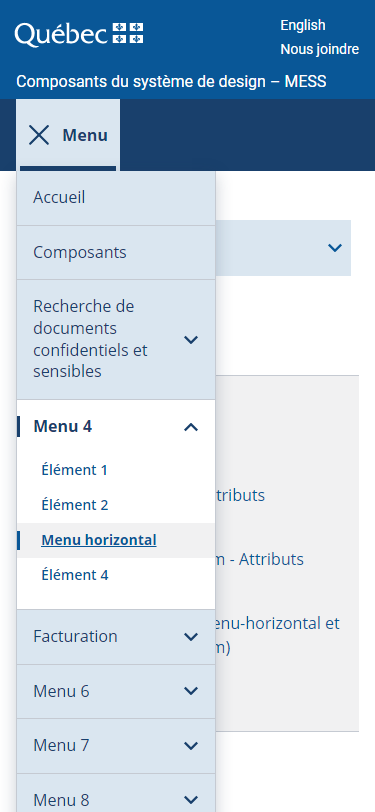 Québec
English
Nous joindre
Composants du système de design – MESS
Menu
Accueil
Composants
Recherche de
documents
confidentiels et
sensibles
Menu 4
Élément 1
Élément 2
Menu horizontal
Élément 4
Facturation
Menu 6
Menu 7
Menu 8
tributs
m - Attributs
enu-horizontal et
m)